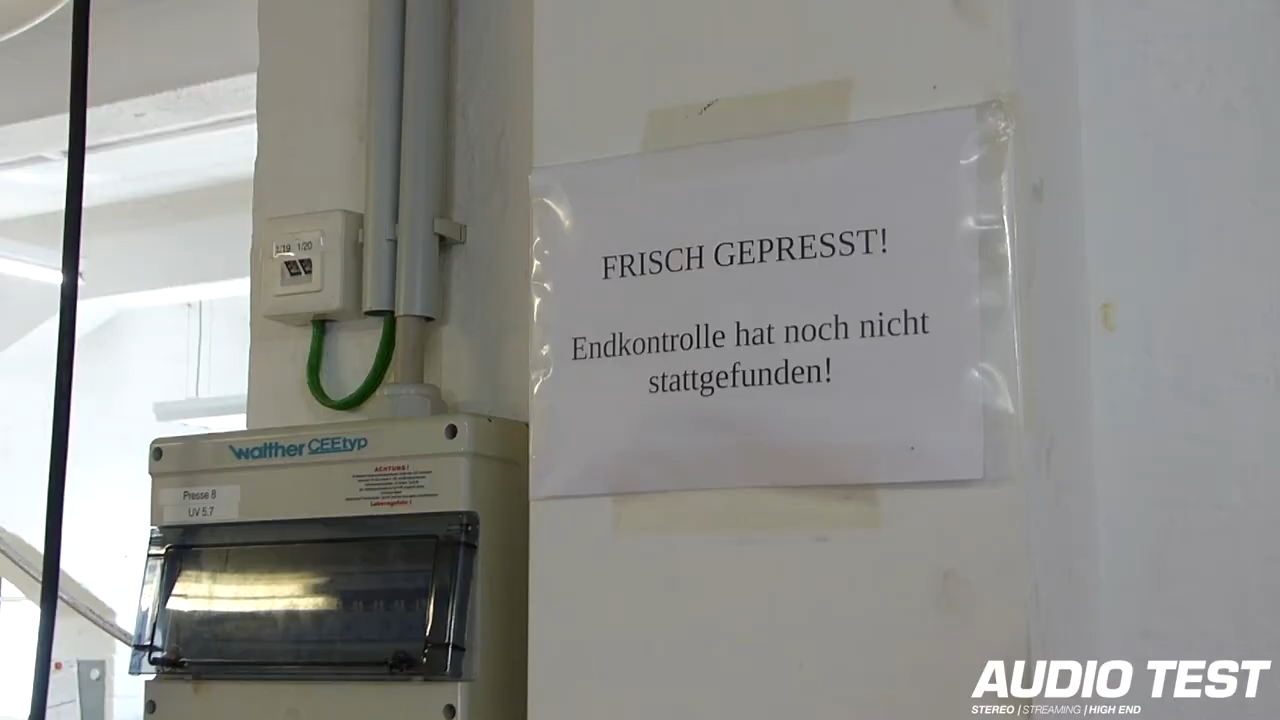 FRISCH GEPRESST!
Endkontrolle hat noch nicht
stattgefunden!
1/19 1/20
walther CEEtyp
ACHTUNG!
Lebensgefahr!
Presse 8
UV 5.7
AUDIO TEST
STEREO | STREAMING | HIGH END